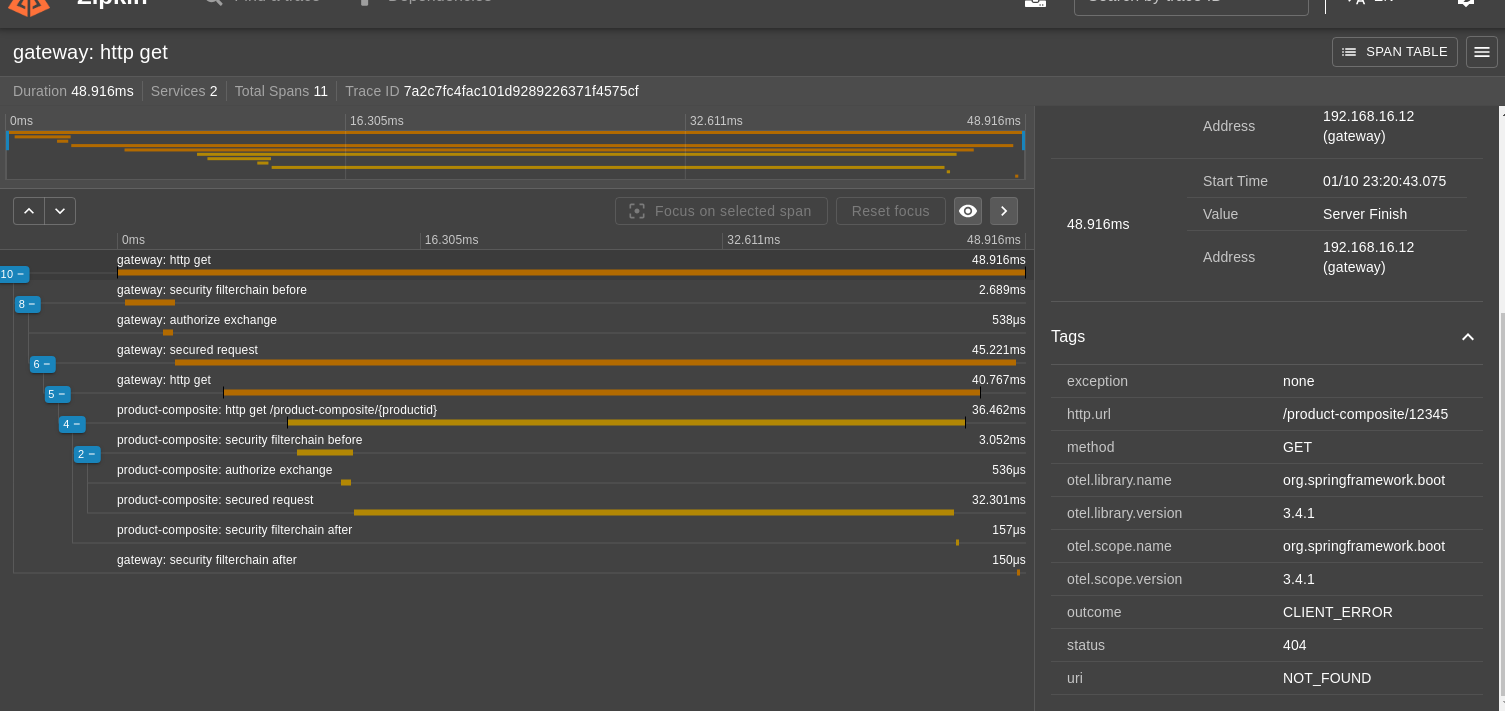 Zipkin
Find a trace
Dependencies
Search by trace ID
EN
gateway: http get
SPAN TABLE
Duration 48.916ms
Services 2
Total Spans 11
Trace ID 7a2c7fc4fac101d9289226371f4575cf
0ms 16.305ms 32.611ms 48.916ms
Focus on selected span
Reset focus
0ms 16.305ms 32.611ms 48.916ms
gateway: http get 48.916ms
10 −
gateway: security filterchain before 2.689ms
8 −
gateway: authorize exchange 538μs
gateway: secured request 45.221ms
6 −
gateway: http get 40.767ms
5 −
product-composite: http get /product-composite/{productid} 36.462ms
4 −
product-composite: security filterchain before 3.052ms
2 −
product-composite: authorize exchange 536μs
product-composite: secured request 32.301ms
product-composite: security filterchain after 157μs
gateway: security filterchain after 150μs
Address 192.168.16.12
(gateway)
48.916ms
Start Time 01/10 23:20:43.075
Value Server Finish
Address 192.168.16.12
(gateway)
Tags
exception none
http.url /product-composite/12345
method GET
otel.library.name org.springframework.boot
otel.library.version 3.4.1
otel.scope.name org.springframework.boot
otel.scope.version 3.4.1
outcome CLIENT_ERROR
status 404
uri NOT_FOUND